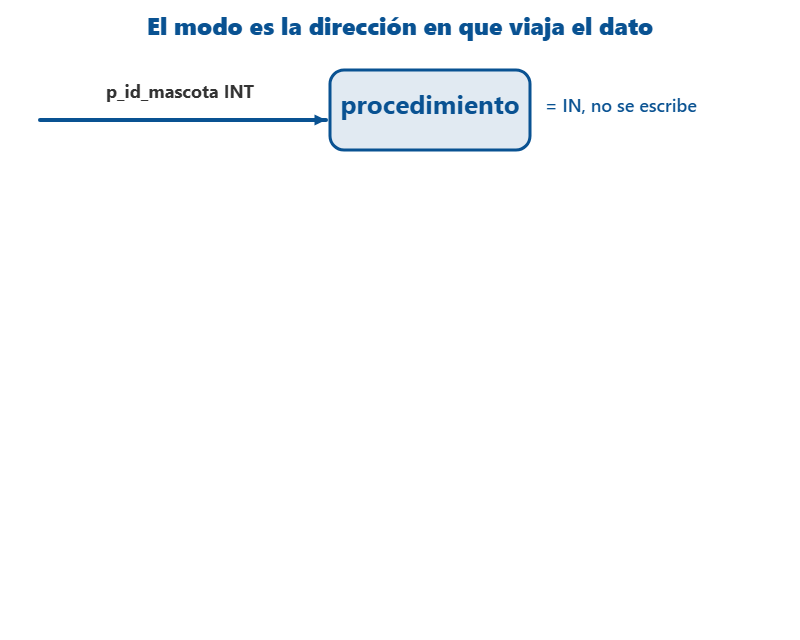 El modo es la dirección en que viaja el dato
p_id_mascota INT
procedimiento
= IN, no se escribe